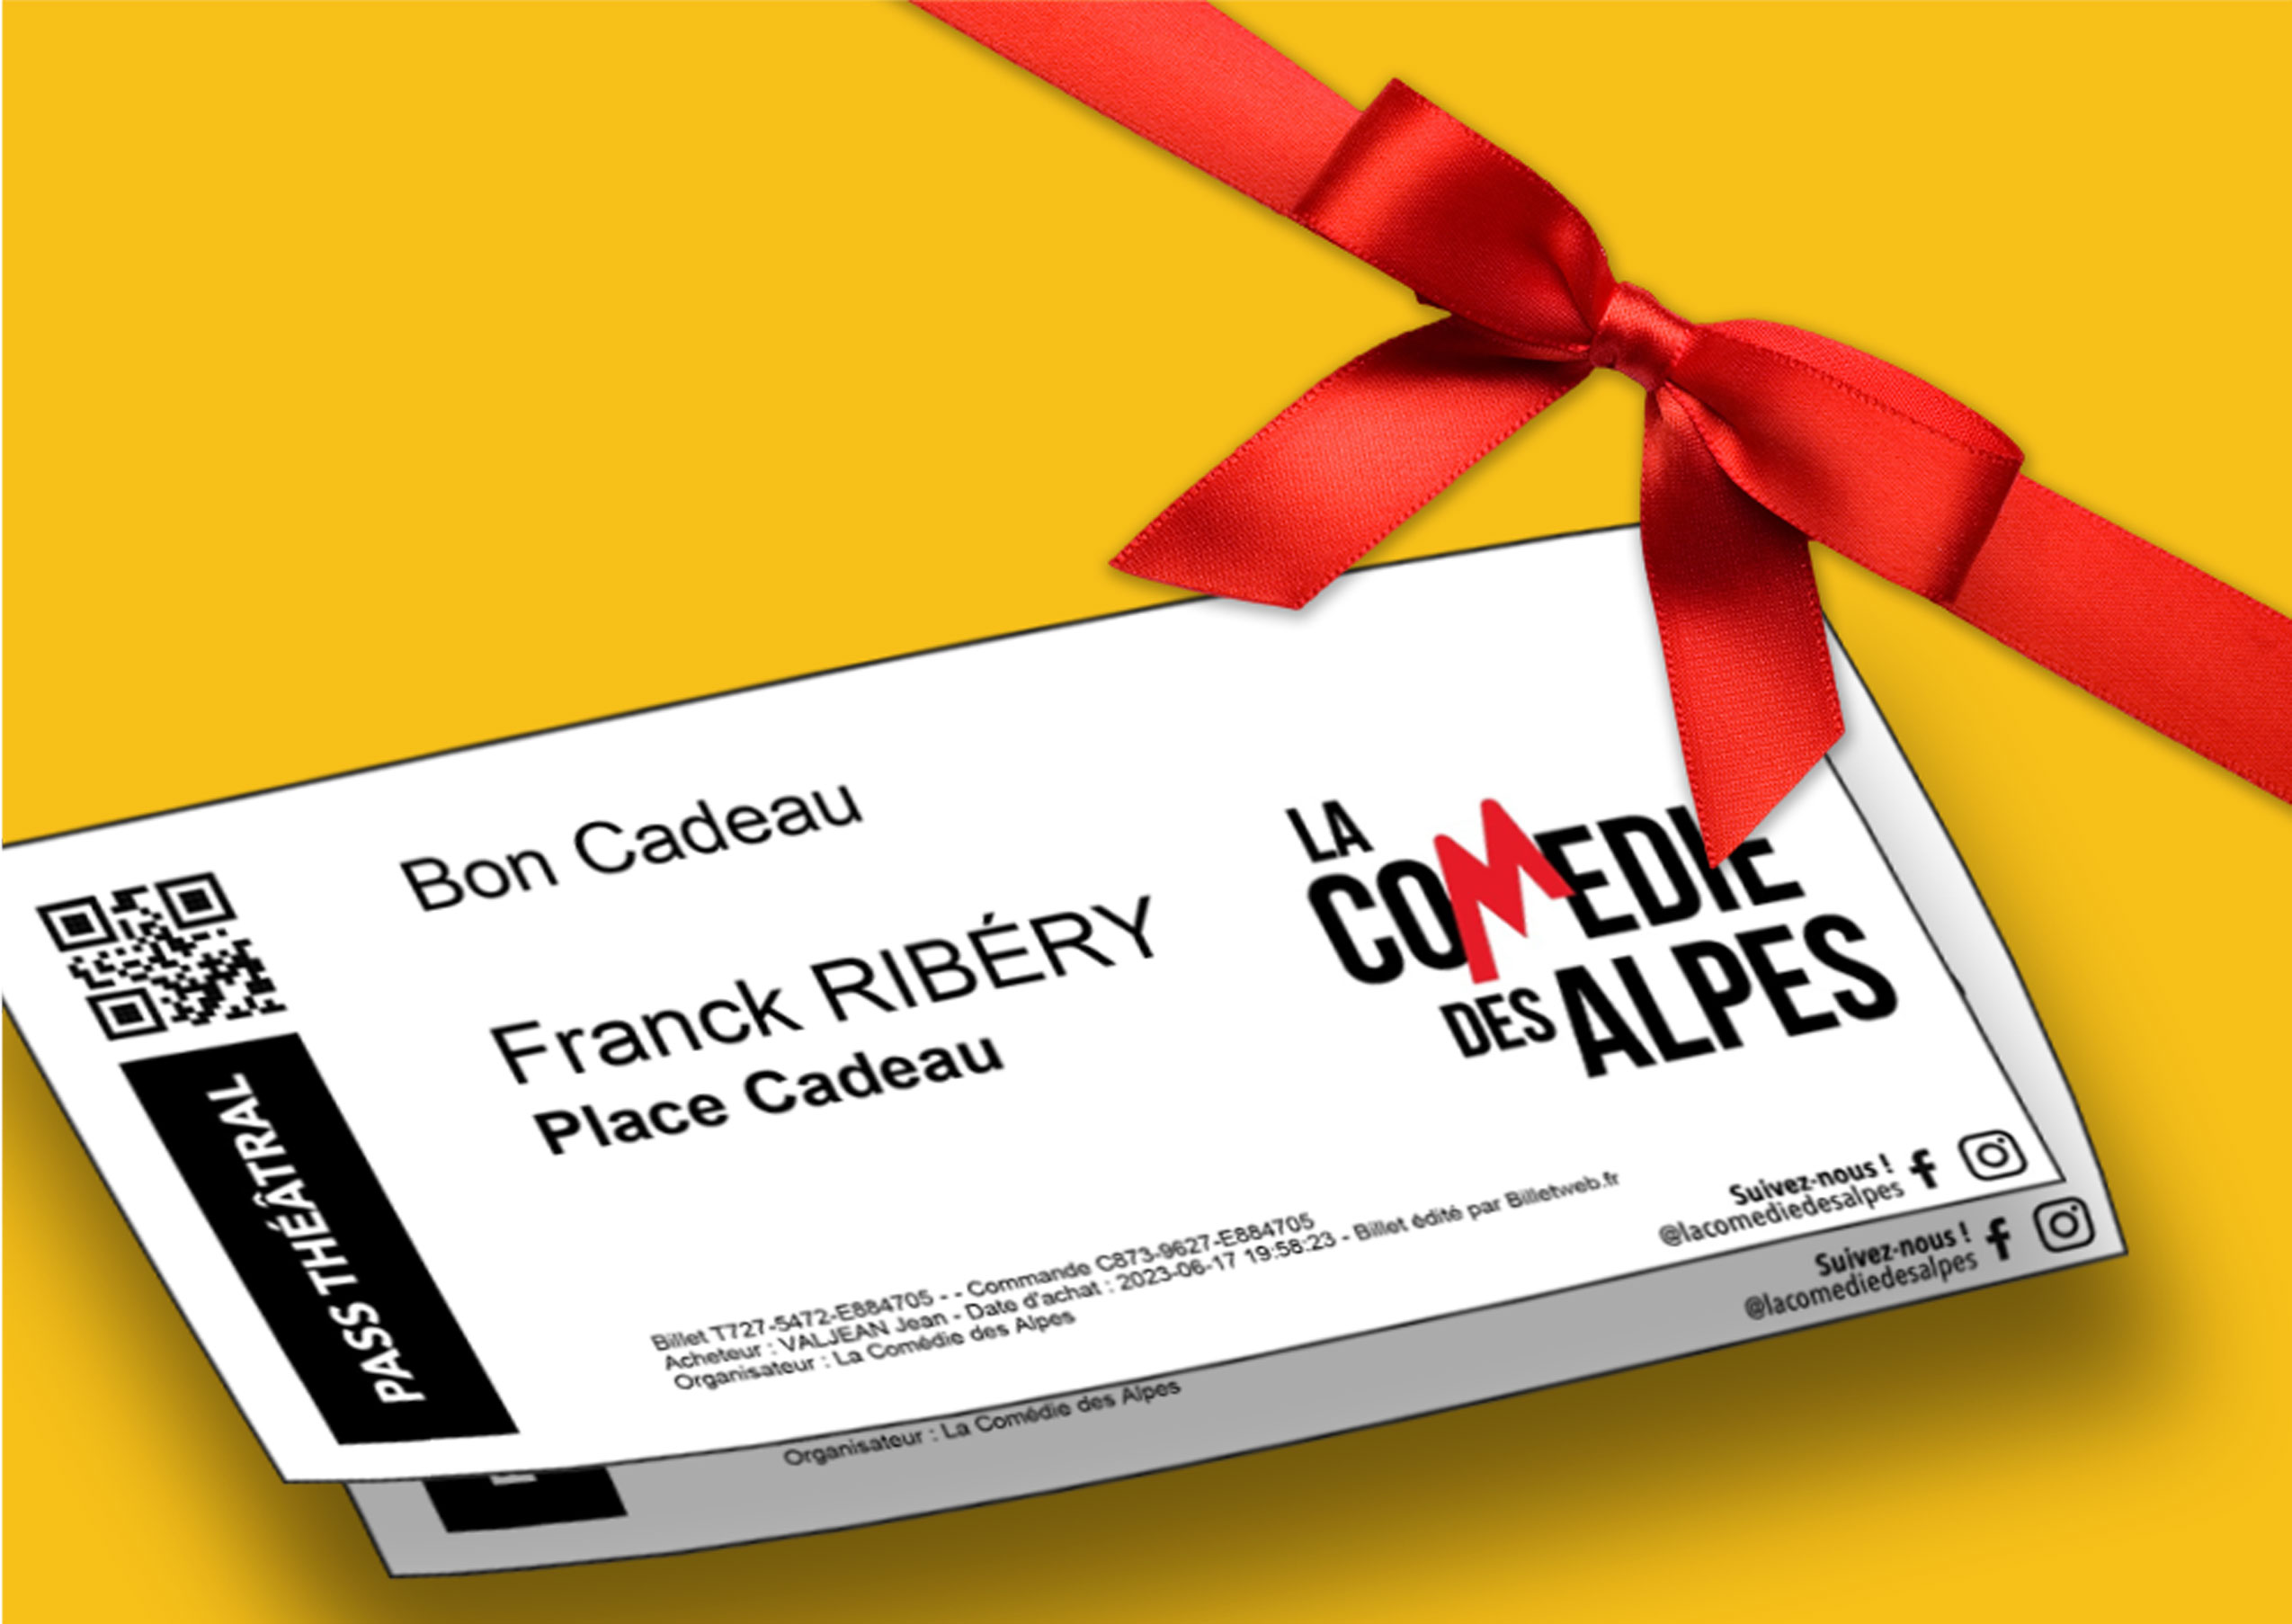 Bon Cadeau
Franck RIBÉRY
Place Cadeau
PASS THÉÂTRAL
LA
COMEDIE
DES ALPES
Billet T727-5472-E884705 - - Commande C873-9627-E884705
Acheteur : VALJEAN Jean - Date d'achat : 2023-06-17 19:58:23 - Billet édité par Billetweb.fr
Organisateur : La Comédie des Alpes
Suivez-nous !
@lacomediedesalpes
Organisateur : La Comédie des Alpes
Suivez-nous !
@lacomediedesalpes